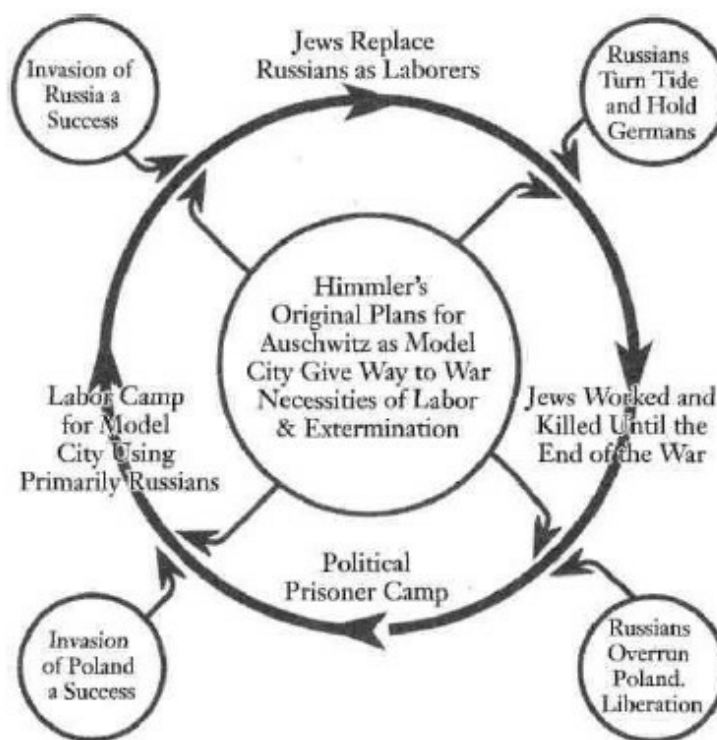 Invasion of
Russia a
Success
Jews Replace
Russians as Laborers
Russians
Turn Tide
and Hold
Germans
Himmler's
Original Plans for
Auschwitz as Model
City Give Way to War
Necessities of Labor
& Extermination
Labor Camp
for Model
City Using
Primarily Russians
Jews Worked and
Killed Until the
End of the War
Political
Prisoner Camp
Invasion
of Poland
a Success
Russians
Overrun
Poland.
Liberation